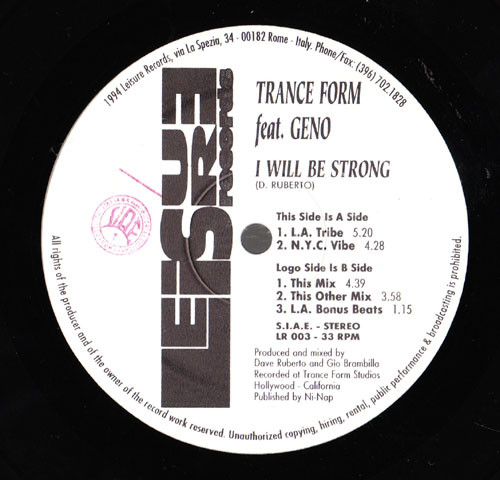 1994 Leisure Records, via La Spezia, 34 - 00182 Rome - Italy. Phone/Fax: (396) 702.1828
LEISURE
records
TRANCE FORM
feat. GENO
I WILL BE STRONG
(D. RUBERTO)
This Side Is A Side
1. L.A. Tribe 5.20
2. N.Y.C. Vibe 4.28
Logo Side Is B Side
1. This Mix 4.39
2. This Other Mix 3.58
3. L.A. Bonus Beats 1.15
S.I.A.E. - STEREO
LR 003 - 33 RPM
Produced and mixed by
Dave Ruberto and Gio Brambilla
Recorded at Trance Form Studios
Hollywood - California
Published by Ni-Nap
All rights of the producer and of the owner of the record work reserved. Unauthorized copying, hiring, rental, public performance & broadcasting is prohibited.